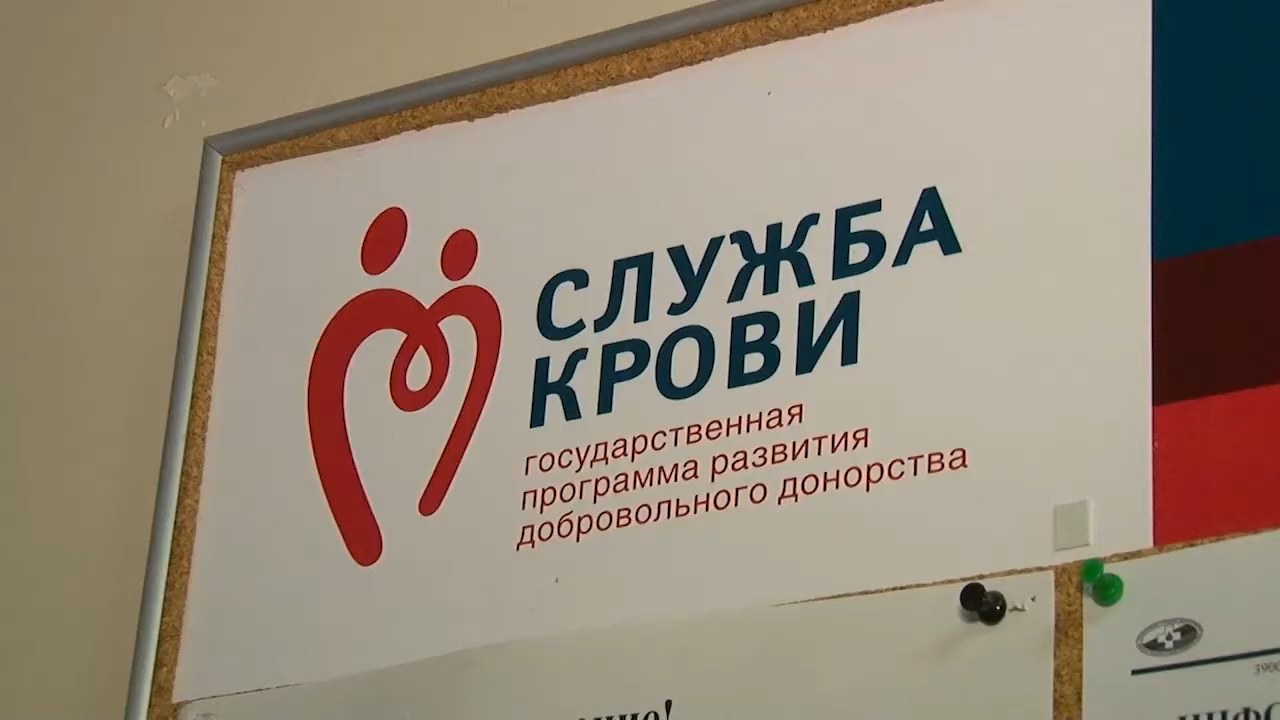 СЛУЖБА
КРОВИ
государственная
программа развития
добровольного донорства